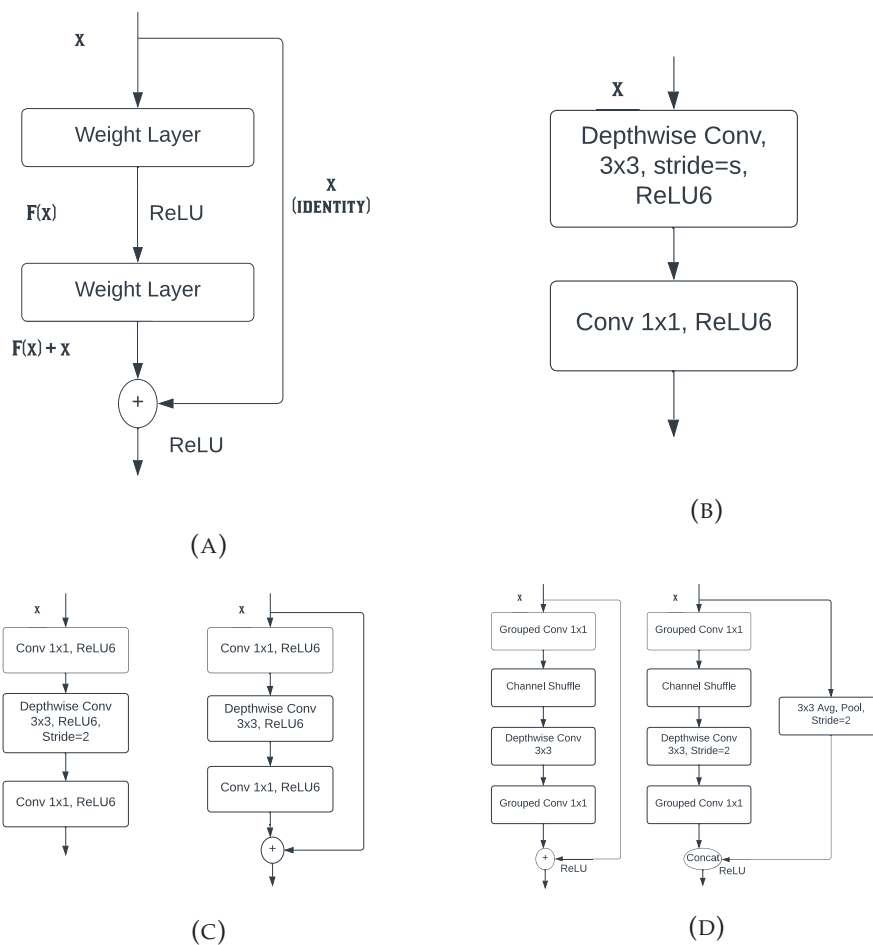 x
Weight Layer
F(x)
ReLU
x
(IDENTITY)
Weight Layer
F(x) + x
+
ReLU
(A)
x
Depthwise Conv,
3x3, stride=s,
ReLU6
Conv 1x1, ReLU6
(B)
x
Conv 1x1, ReLU6
Depthwise Conv
3x3, ReLU6,
Stride=2
Conv 1x1, ReLU6
x
Conv 1x1, ReLU6
Depthwise Conv
3x3, ReLU6
Conv 1x1, ReLU6
+
(C)
x
Grouped Conv 1x1
Channel Shuffle
Depthwise Conv
3x3
Grouped Conv 1x1
+
ReLU
x
Grouped Conv 1x1
Channel Shuffle
Depthwise Conv
3x3, Stride=2
Grouped Conv 1x1
3x3 Avg, Pool,
Stride=2
Concat
ReLU
(D)